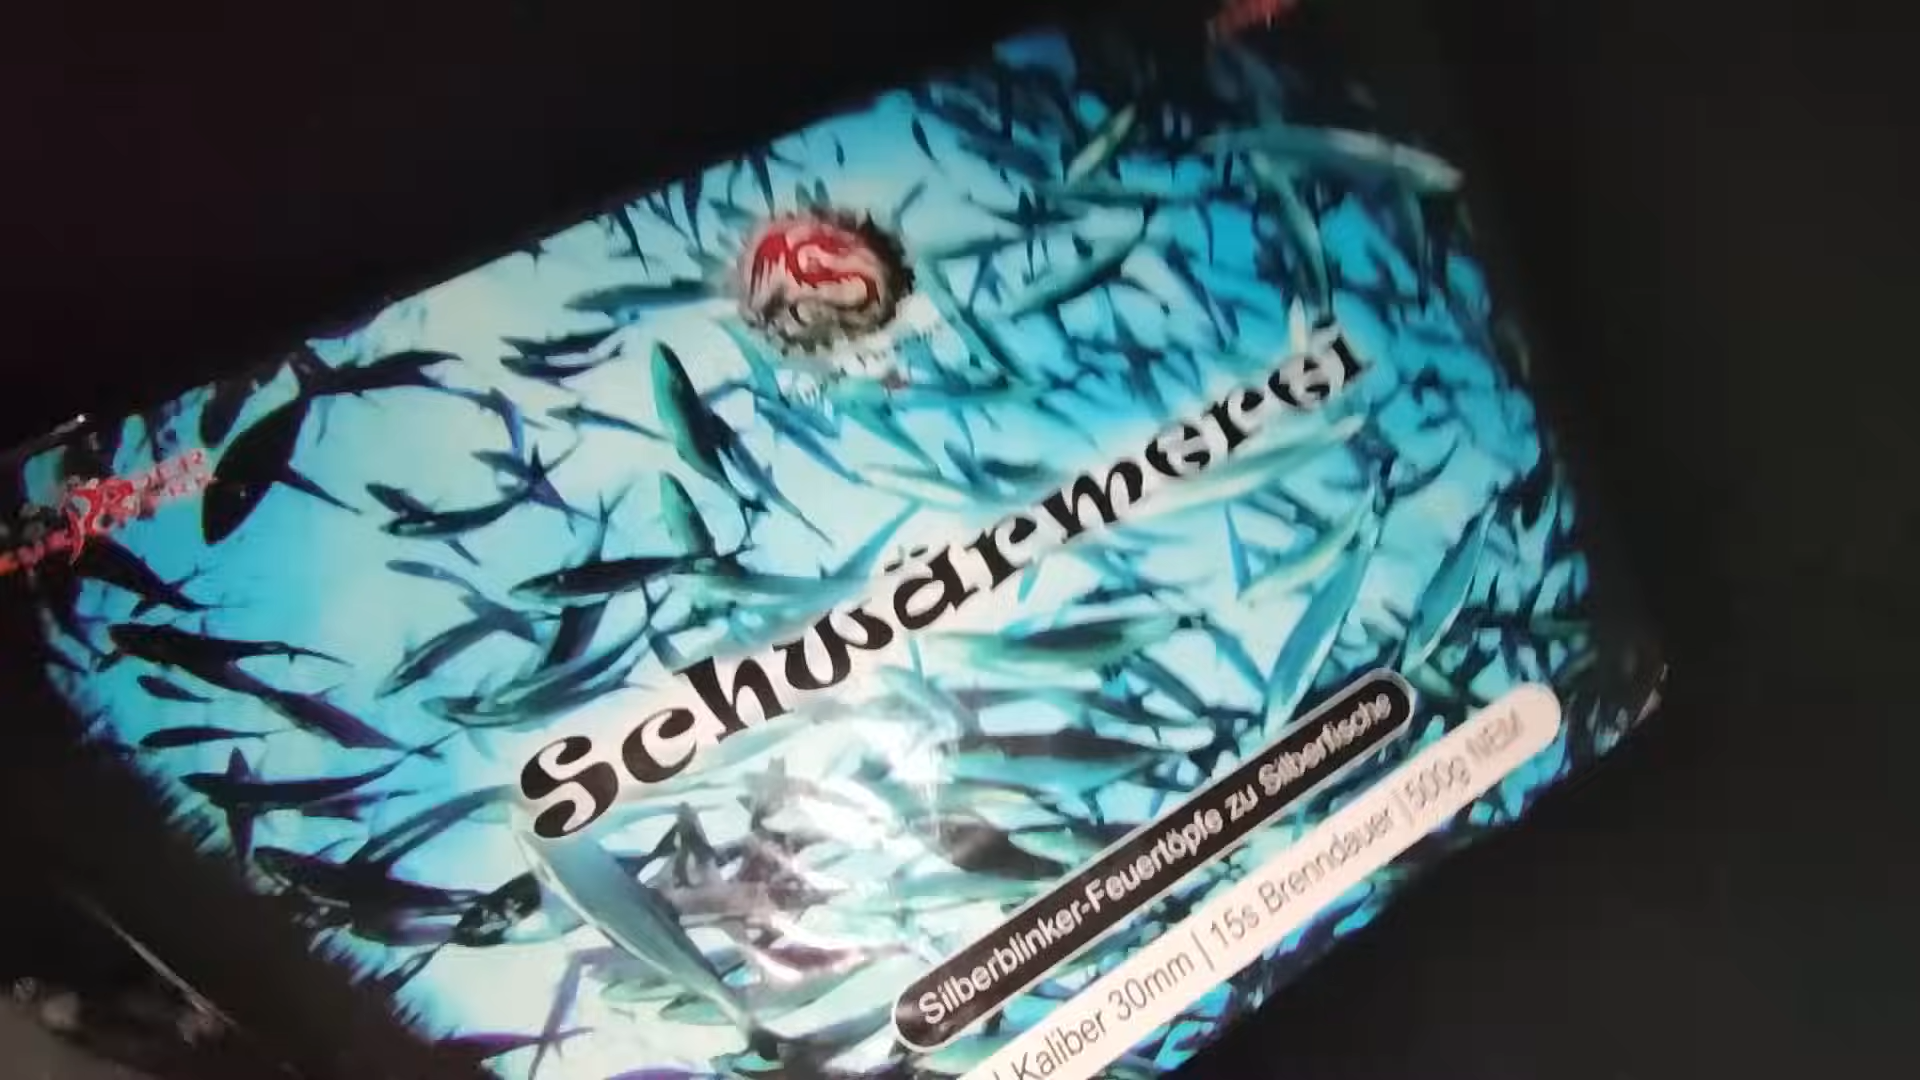 Schwärmerei
Silberblinker-Feuertöpfe zu Silberfische
| Kaliber 30mm | 15s Brenndauer | 500g NEM